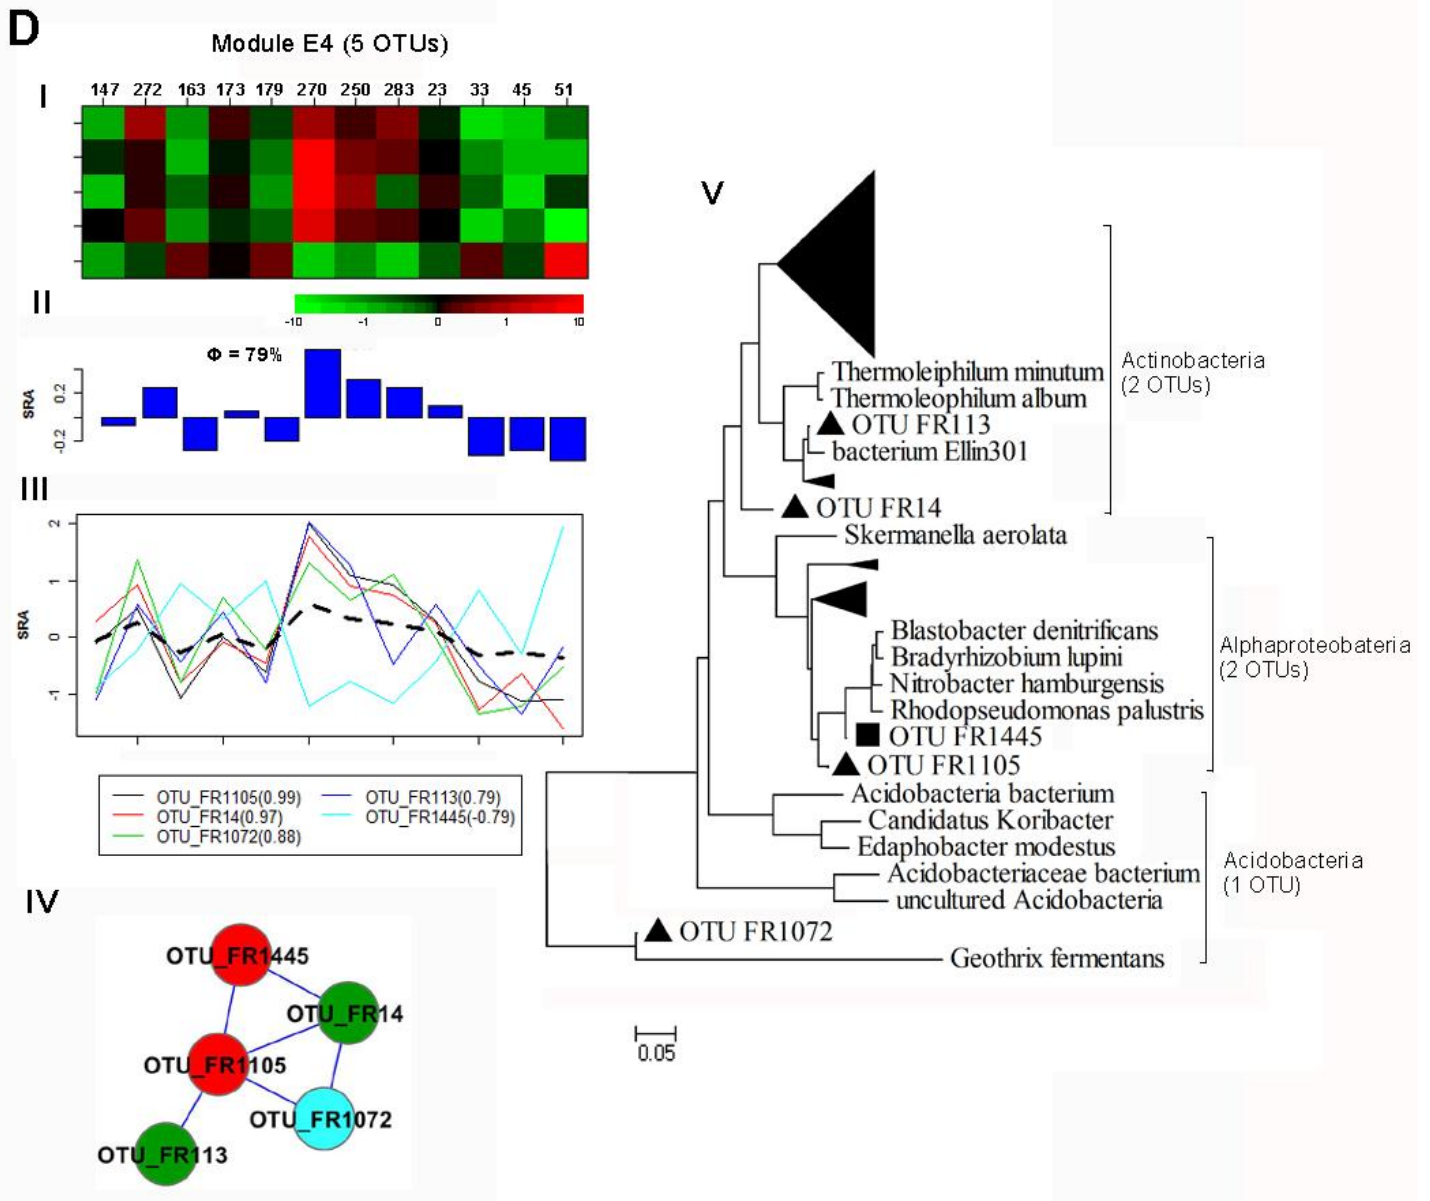 D
Module E4 (5 OTUs)
I
147 272 163 173 179 270 250 283 23 33 45 51
II
-10 -1 0 1 10
Φ = 79%
SRA
0.2
-0.2
III
SRA
2
1
0
-1
OTU_FR1105(0.99)
OTU_FR14(0.97)
OTU_FR1072(0.88)
OTU_FR113(0.79)
OTU_FR1445(-0.79)
IV
OTU_FR1445
OTU_FR14
OTU_FR1105
OTU_FR1072
OTU_FR113
V
Thermoleiphilum minutum
Thermoleophilum album
OTU FR113
bacterium Ellin301
OTU FR14
Actinobacteria
(2 OTUs)
Skermanella aerolata
Blastobacter denitrificans
Bradyrhizobium lupini
Nitrobacter hamburgensis
Rhodopseudomonas palustris
OTU FR1445
OTU FR1105
Alphaproteobateria
(2 OTUs)
Acidobacteria bacterium
Candidatus Koribacter
Edaphobacter modestus
Acidobacteriaceae bacterium
uncultured Acidobacteria
OTU FR1072
Geothrix fermentans
Acidobacteria
(1 OTU)
0.05